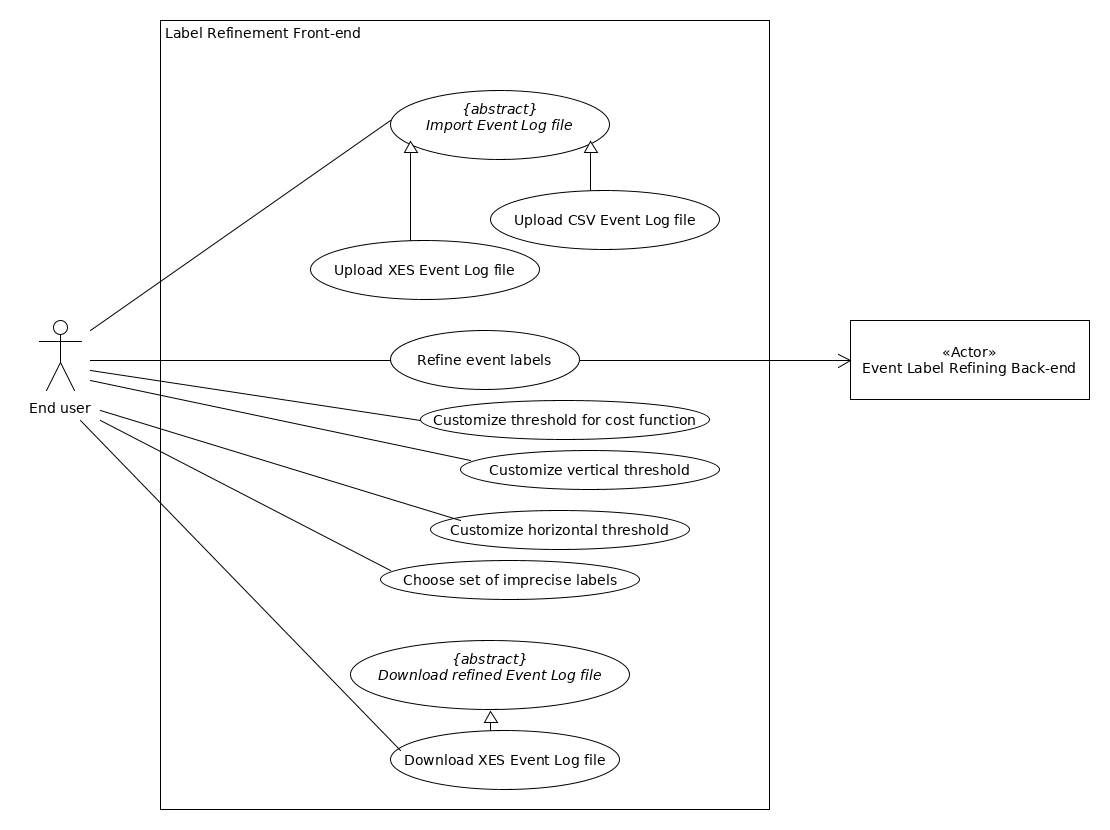 Label Refinement Front-end
{abstract}
Import Event Log file
Upload CSV Event Log file
Upload XES Event Log file
Refine event labels
«Actor»
Event Label Refining Back-end
End user
Customize threshold for cost function
Customize vertical threshold
Customize horizontal threshold
Choose set of imprecise labels
{abstract}
Download refined Event Log file
Download XES Event Log file